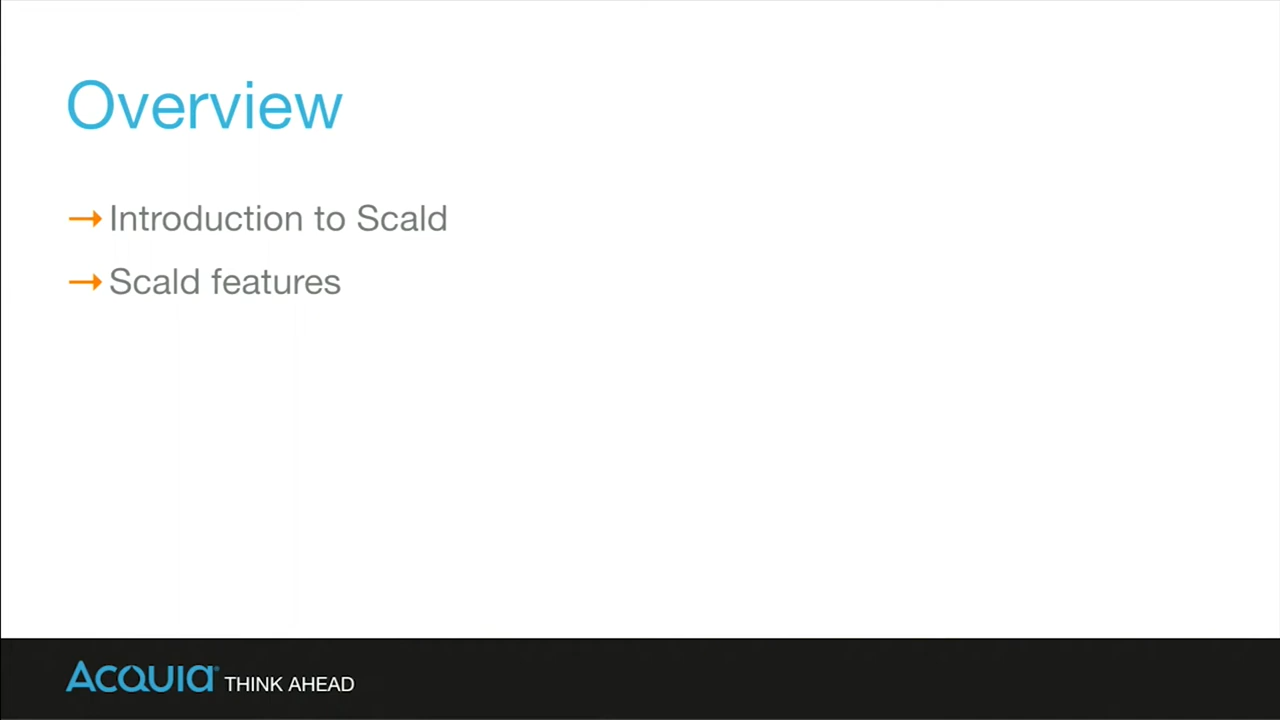 Overview
→ Introduction to Scald
→ Scald features
ACQUIA® THINK AHEAD